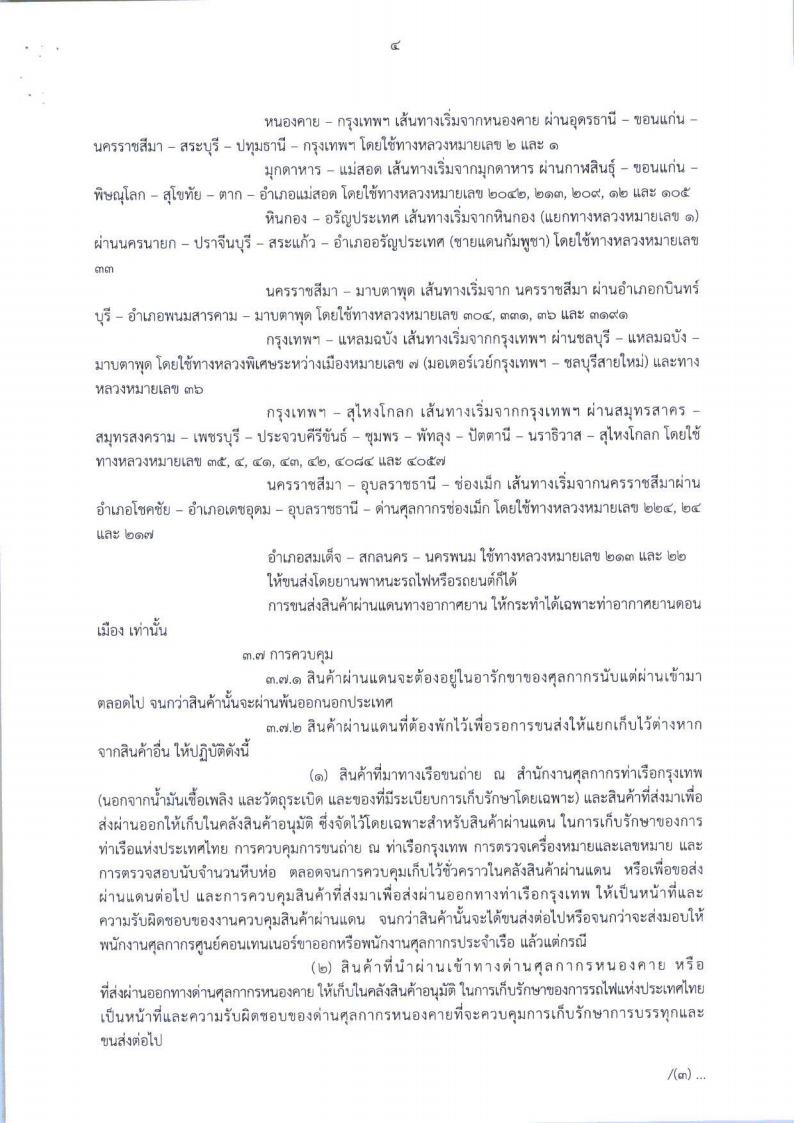 ๔
หนองคาย – กรุงเทพฯ เส้นทางเริ่มจากหนองคาย ผ่านอุดรธานี – ขอนแก่น –
นครราชสีมา – สระบุรี – ปทุมธานี – กรุงเทพฯ โดยใช้ทางหลวงหมายเลข ๒ และ ๑
มุกดาหาร – แม่สอด เส้นทางเริ่มจากมุกดาหาร ผ่านกาฬสินธุ์ – ขอนแก่น –
พิษณุโลก – สุโขทัย – ตาก – อำเภอแม่สอด โดยใช้ทางหลวงหมายเลข ๒๐๔๒, ๒๑๓, ๒๐๙, ๑๒ และ ๑๐๕
หินกอง – อรัญประเทศ เส้นทางเริ่มจากหินกอง (แยกทางหลวงหมายเลข ๑)
ผ่านนครนายก – ปราจีนบุรี – สระแก้ว – อำเภออรัญประเทศ (ชายแดนกัมพูชา) โดยใช้ทางหลวงหมายเลข
๓๓
นครราชสีมา – มาบตาพุด เส้นทางเริ่มจาก นครราชสีมา ผ่านอำเภอกบินทร์
บุรี – อำเภอพนมสารคาม – มาบตาพุด โดยใช้ทางหลวงหมายเลข ๓๐๔, ๓๓๑, ๓๖ และ ๓๑๙๑
กรุงเทพฯ – แหลมฉบัง เส้นทางเริ่มจากกรุงเทพฯ ผ่านชลบุรี – แหลมฉบัง –
มาบตาพุด โดยใช้ทางหลวงพิเศษระหว่างเมืองหมายเลข ๗ (มอเตอร์เวย์กรุงเทพฯ – ชลบุรีสายใหม่) และทาง
หลวงหมายเลข ๓๖
กรุงเทพฯ – สุไหงโกลก เส้นทางเริ่มจากกรุงเทพฯ ผ่านสมุทรสาคร –
สมุทรสงคราม – เพชรบุรี – ประจวบคีรีขันธ์ – ชุมพร – พัทลุง – ปัตตานี – นราธิวาส – สุไหงโกลก โดยใช้
ทางหลวงหมายเลข ๓๕, ๔, ๔๑, ๔๓, ๔๒, ๔๐๘๔ และ ๔๐๕๗
นครราชสีมา – อุบลราชธานี – ช่องเม็ก เส้นทางเริ่มจากนครราชสีมาผ่าน
อำเภอโชคชัย – อำเภอเดชอุดม – อุบลราชธานี – ด่านศุลกากรช่องเม็ก โดยใช้ทางหลวงหมายเลข ๒๒๔, ๒๔
และ ๒๑๗
อำเภอสมเด็จ – สกลนคร – นครพนม ใช้ทางหลวงหมายเลข ๒๑๓ และ ๒๒
ให้ขนส่งโดยยานพาหนะรถไฟหรือรถยนต์ก็ได้
การขนส่งสินค้าผ่านแดนทางอากาศยาน ให้กระทำได้เฉพาะท่าอากาศยานดอน
เมือง เท่านั้น
๓.๗ การควบคุม
๓.๗.๑ สินค้าผ่านแดนจะต้องอยู่ในอารักขาของศุลกากรนับแต่ผ่านเข้ามา
ตลอดไป จนกว่าสินค้านั้นจะผ่านพ้นออกนอกประเทศ
๓.๗.๒ สินค้าผ่านแดนที่ต้องพักไว้เพื่อรอการขนส่งให้แยกเก็บไว้ต่างหาก
จากสินค้าอื่น ให้ปฏิบัติดังนี้
(๑) สินค้าที่มาทางเรือขนถ่าย ณ สำนักงานศุลกากรท่าเรือกรุงเทพ
(นอกจากน้ำมันเชื้อเพลิง และวัตถุระเบิด และของที่มีระเบียบการเก็บรักษาโดยเฉพาะ) และสินค้าที่ส่งมาเพื่อ
ส่งผ่านออกให้เก็บในคลังสินค้าอนุมัติ ซึ่งจัดไว้โดยเฉพาะสำหรับสินค้าผ่านแดน ในการเก็บรักษาของการ
ท่าเรือแห่งประเทศไทย การควบคุมการขนถ่าย ณ ท่าเรือกรุงเทพ การตรวจเครื่องหมายและเลขหมาย และ
การตรวจสอบนับจำนวนหีบห่อ ตลอดจนการควบคุมเก็บไว้ชั่วคราวในคลังสินค้าผ่านแดน หรือเพื่อขอส่ง
ผ่านแดนต่อไป และการควบคุมสินค้าที่ส่งมาเพื่อส่งผ่านออกทางท่าเรือกรุงเทพ ให้เป็นหน้าที่และ
ความรับผิดชอบของงานควบคุมสินค้าผ่านแดน จนกว่าสินค้านั้นจะได้ขนส่งต่อไปหรือจนกว่าจะส่งมอบให้
พนักงานศุลกากรศูนย์คอนเทนเนอร์ขาออกหรือพนักงานศุลกากรประจำเรือ แล้วแต่กรณี
(๒) สินค้าที่นำผ่านเข้าทางด่านศุลกากรหนองคาย หรือ
ที่ส่งผ่านออกทางด่านศุลกากรหนองคาย ให้เก็บในคลังสินค้าอนุมัติ ในการเก็บรักษาของการรถไฟแห่งประเทศไทย
เป็นหน้าที่และความรับผิดชอบของด่านศุลกากรหนองคายที่จะควบคุมการเก็บรักษาการบรรทุกและ
ขนส่งต่อไป
/(๓) ...